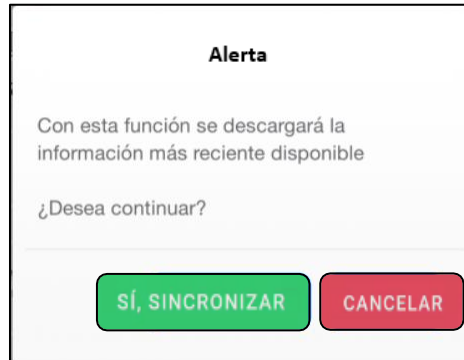 Alerta
Con esta función se descargará la
información más reciente disponible
¿Desea continuar?
SÍ, SINCRONIZAR
CANCELAR